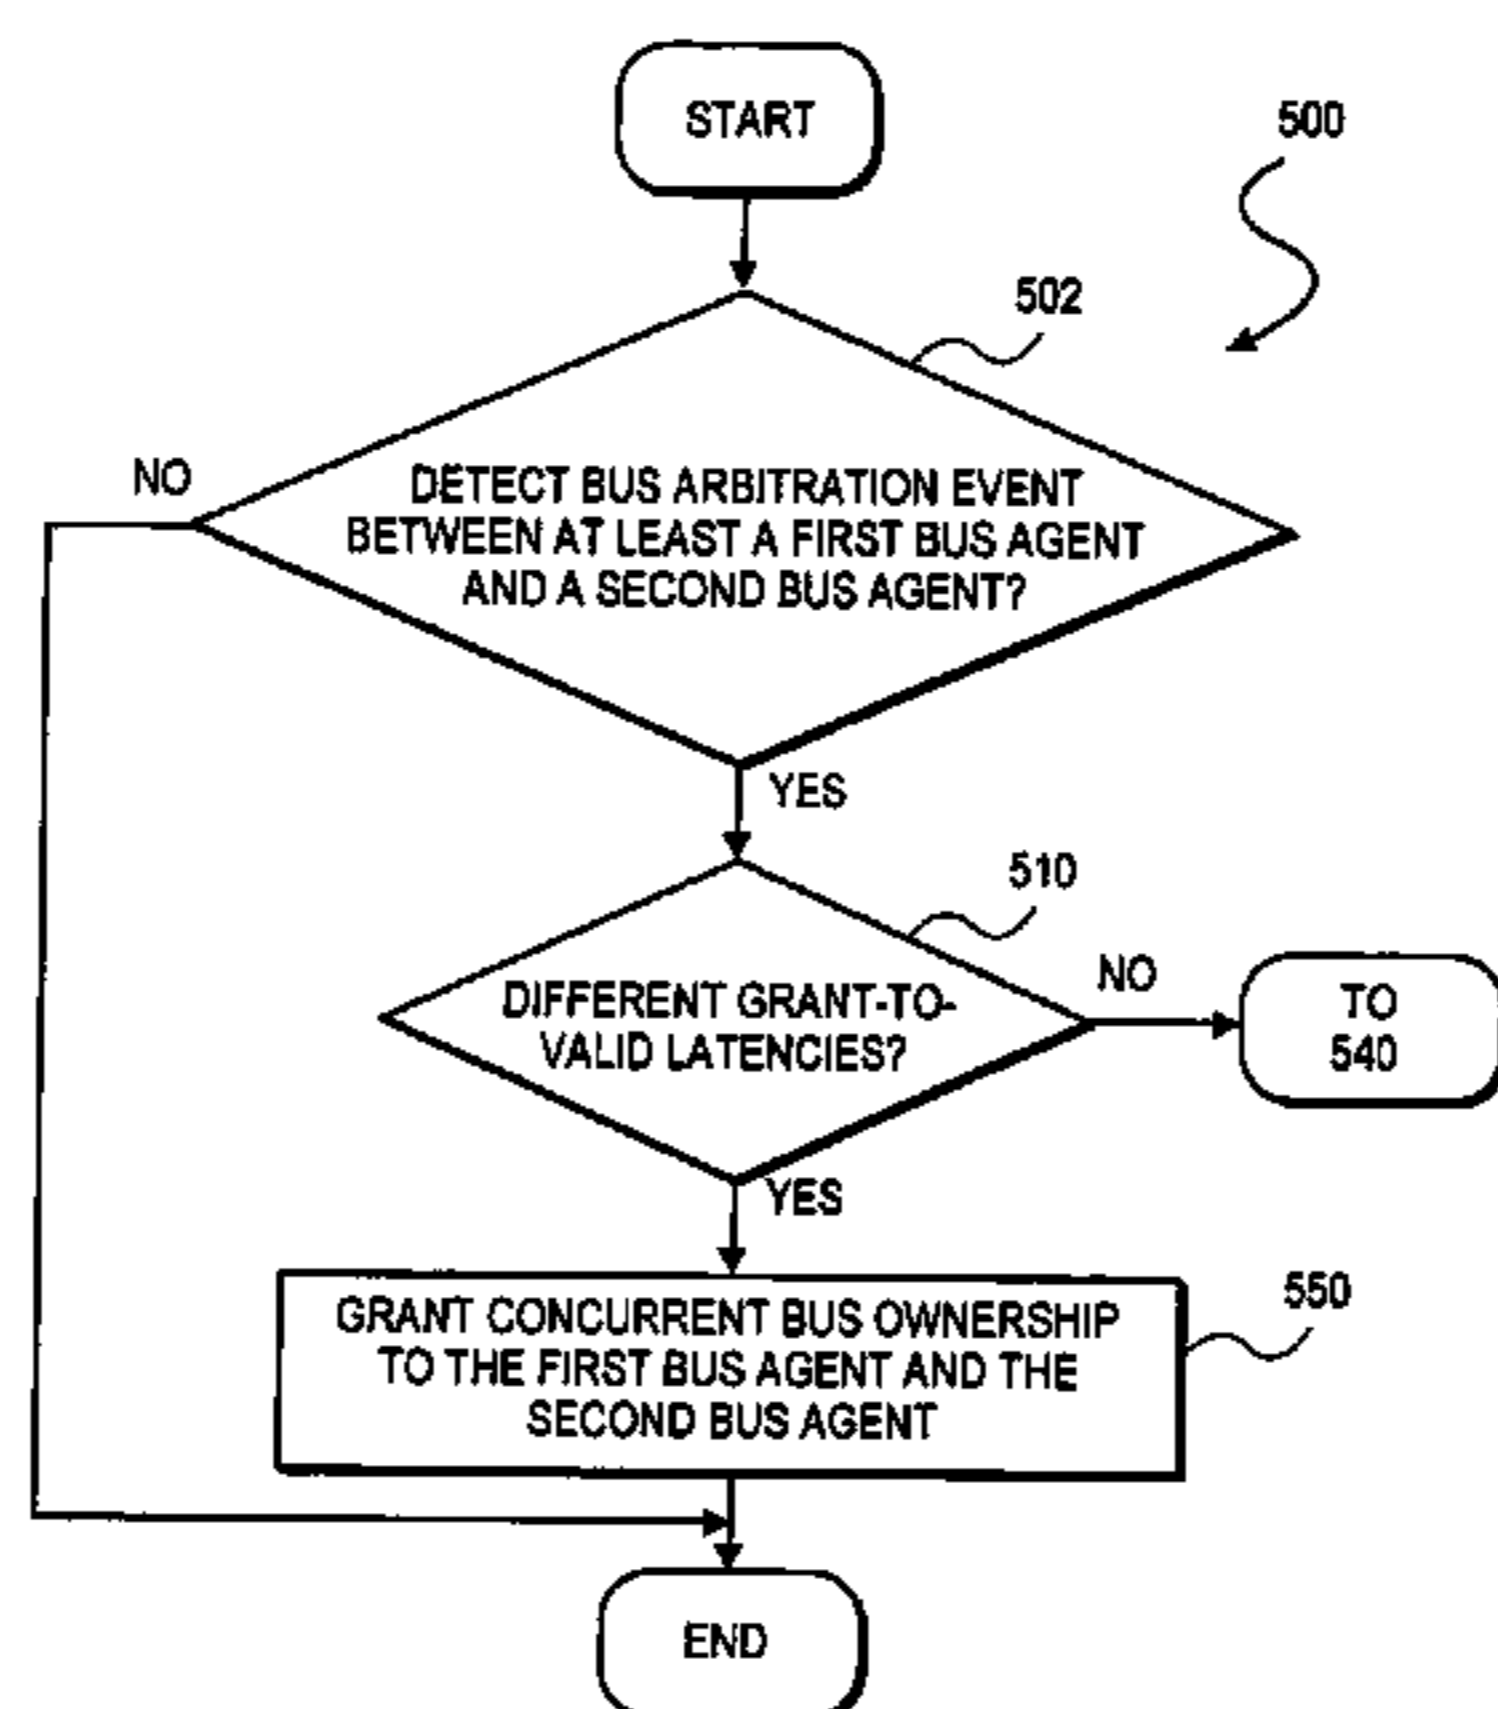 START
500
502
NO
DETECT BUS ARBITRATION EVENT
BETWEEN AT LEAST A FIRST BUS AGENT
AND A SECOND BUS AGENT?
YES
510
NO
DIFFERENT GRANT-TO-
VALID LATENCIES?
TO
540
YES
550
GRANT CONCURRENT BUS OWNERSHIP
TO THE FIRST BUS AGENT AND THE
SECOND BUS AGENT
END